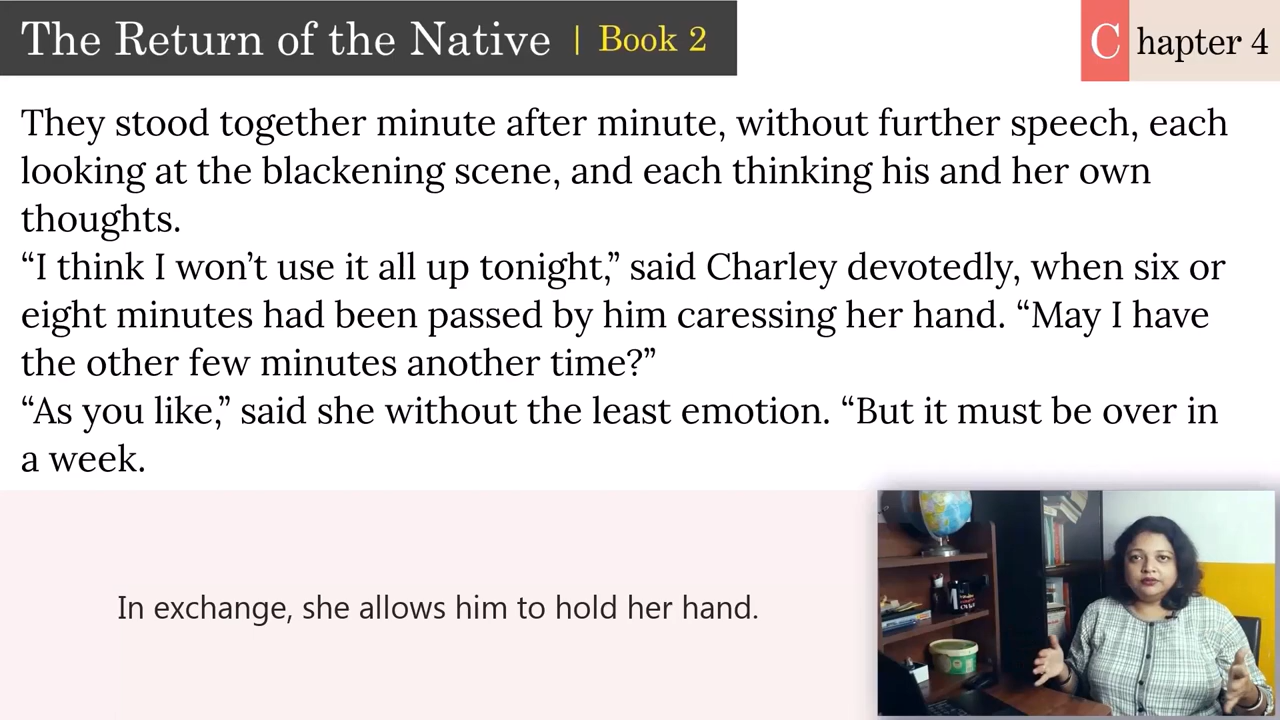 The Return of the Native | Book 2
Chapter 4
They stood together minute after minute, without further speech, each
looking at the blackening scene, and each thinking his and her own
thoughts.
“I think I won’t use it all up tonight,” said Charley devotedly, when six or
eight minutes had been passed by him caressing her hand. “May I have
the other few minutes another time?”
“As you like,” said she without the least emotion. “But it must be over in
a week.
In exchange, she allows him to hold her hand.